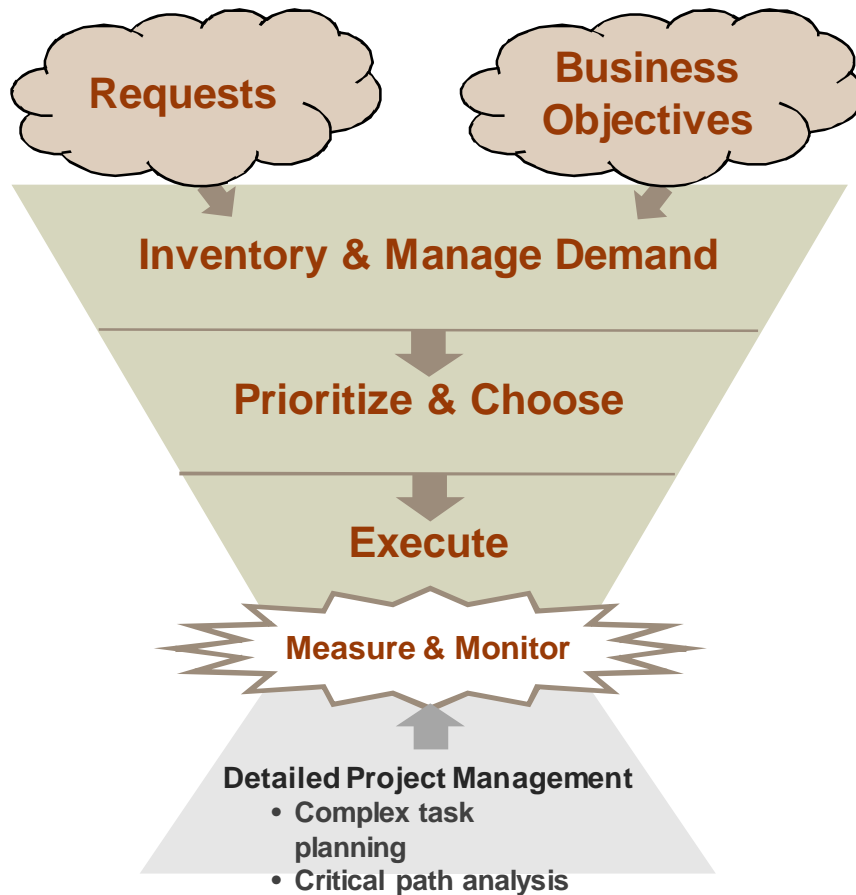 Requests
Business
Objectives
Inventory & Manage Demand
Prioritize & Choose
Execute
Measure & Monitor
Detailed Project Management
• Complex task
planning
• Critical path analysis